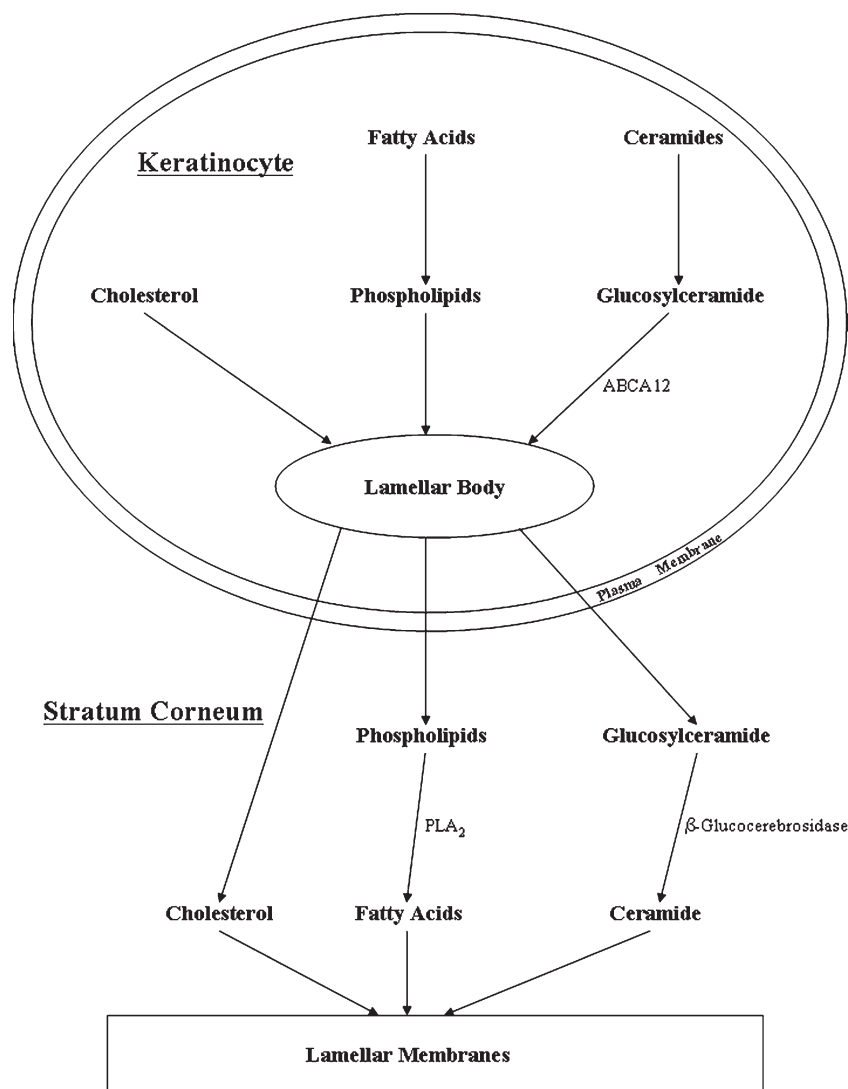 Fatty Acids
Ceramides
Keratinocyte
Cholesterol
Phospholipids
Glucosylceramide
ABCA12
Lamellar Body
Plasma Membrane
Stratum Corneum
Phospholipids
Glucosylceramide
PLA₂
β-Glucocerebrosidase
Cholesterol
Fatty Acids
Ceramide
Lamellar Membranes